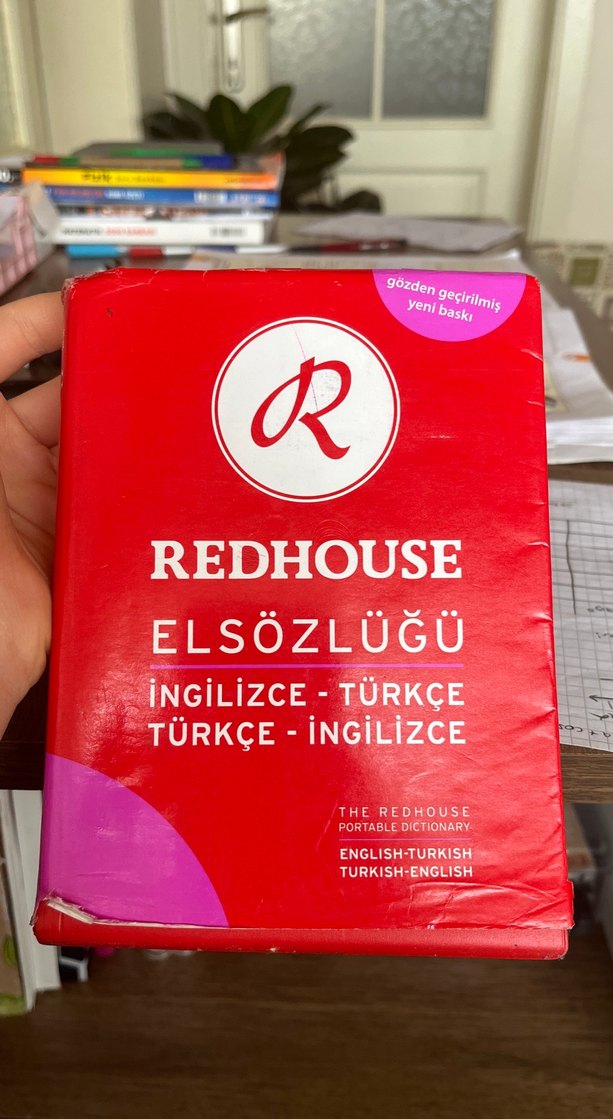 gözden geçirilmiş
yeni baskı
R
REDHOUSE
ELSÖZLÜĞÜ
İNGİLİZCE - TÜRKÇE
TÜRKÇE - İNGİLİZCE
THE REDHOUSE
PORTABLE DICTIONARY
ENGLISH-TURKISH
TURKISH-ENGLISH